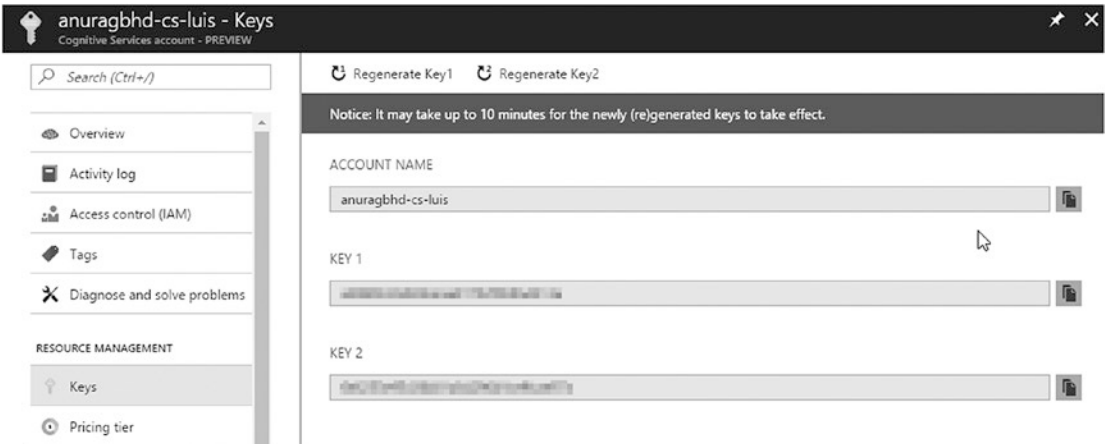 anuragbhd-cs-luis - Keys
Cognitive Services account - PREVIEW
Search (Ctrl+/)
Overview
Activity log
Access control (IAM)
Tags
Diagnose and solve problems
RESOURCE MANAGEMENT
Keys
Pricing tier
Regenerate Key1 Regenerate Key2
Notice: It may take up to 10 minutes for the newly (re)generated keys to take effect.
ACCOUNT NAME
anuragbhd-cs-luis
KEY 1
KEY 2